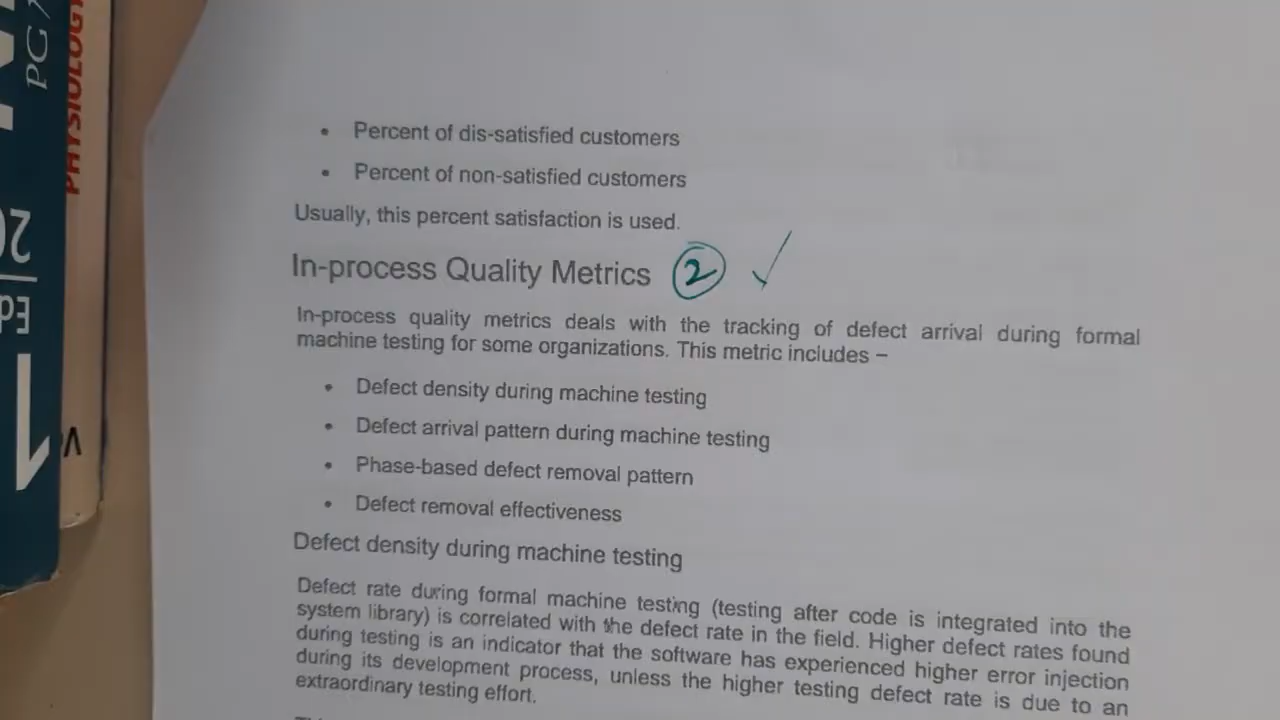 PG
PHYSIOLOGY
Ed
1
• Percent of dis-satisfied customers
• Percent of non-satisfied customers
Usually, this percent satisfaction is used.
In-process Quality Metrics 2 ✓
In-process quality metrics deals with the tracking of defect arrival during formal
machine testing for some organizations. This metric includes –
• Defect density during machine testing
• Defect arrival pattern during machine testing
• Phase-based defect removal pattern
• Defect removal effectiveness
Defect density during machine testing
Defect rate during formal machine testing (testing after code is integrated into the
system library) is correlated with the defect rate in the field. Higher defect rates found
during testing is an indicator that the software has experienced higher error injection
during its development process, unless the higher testing defect rate is due to an
extraordinary testing effort.